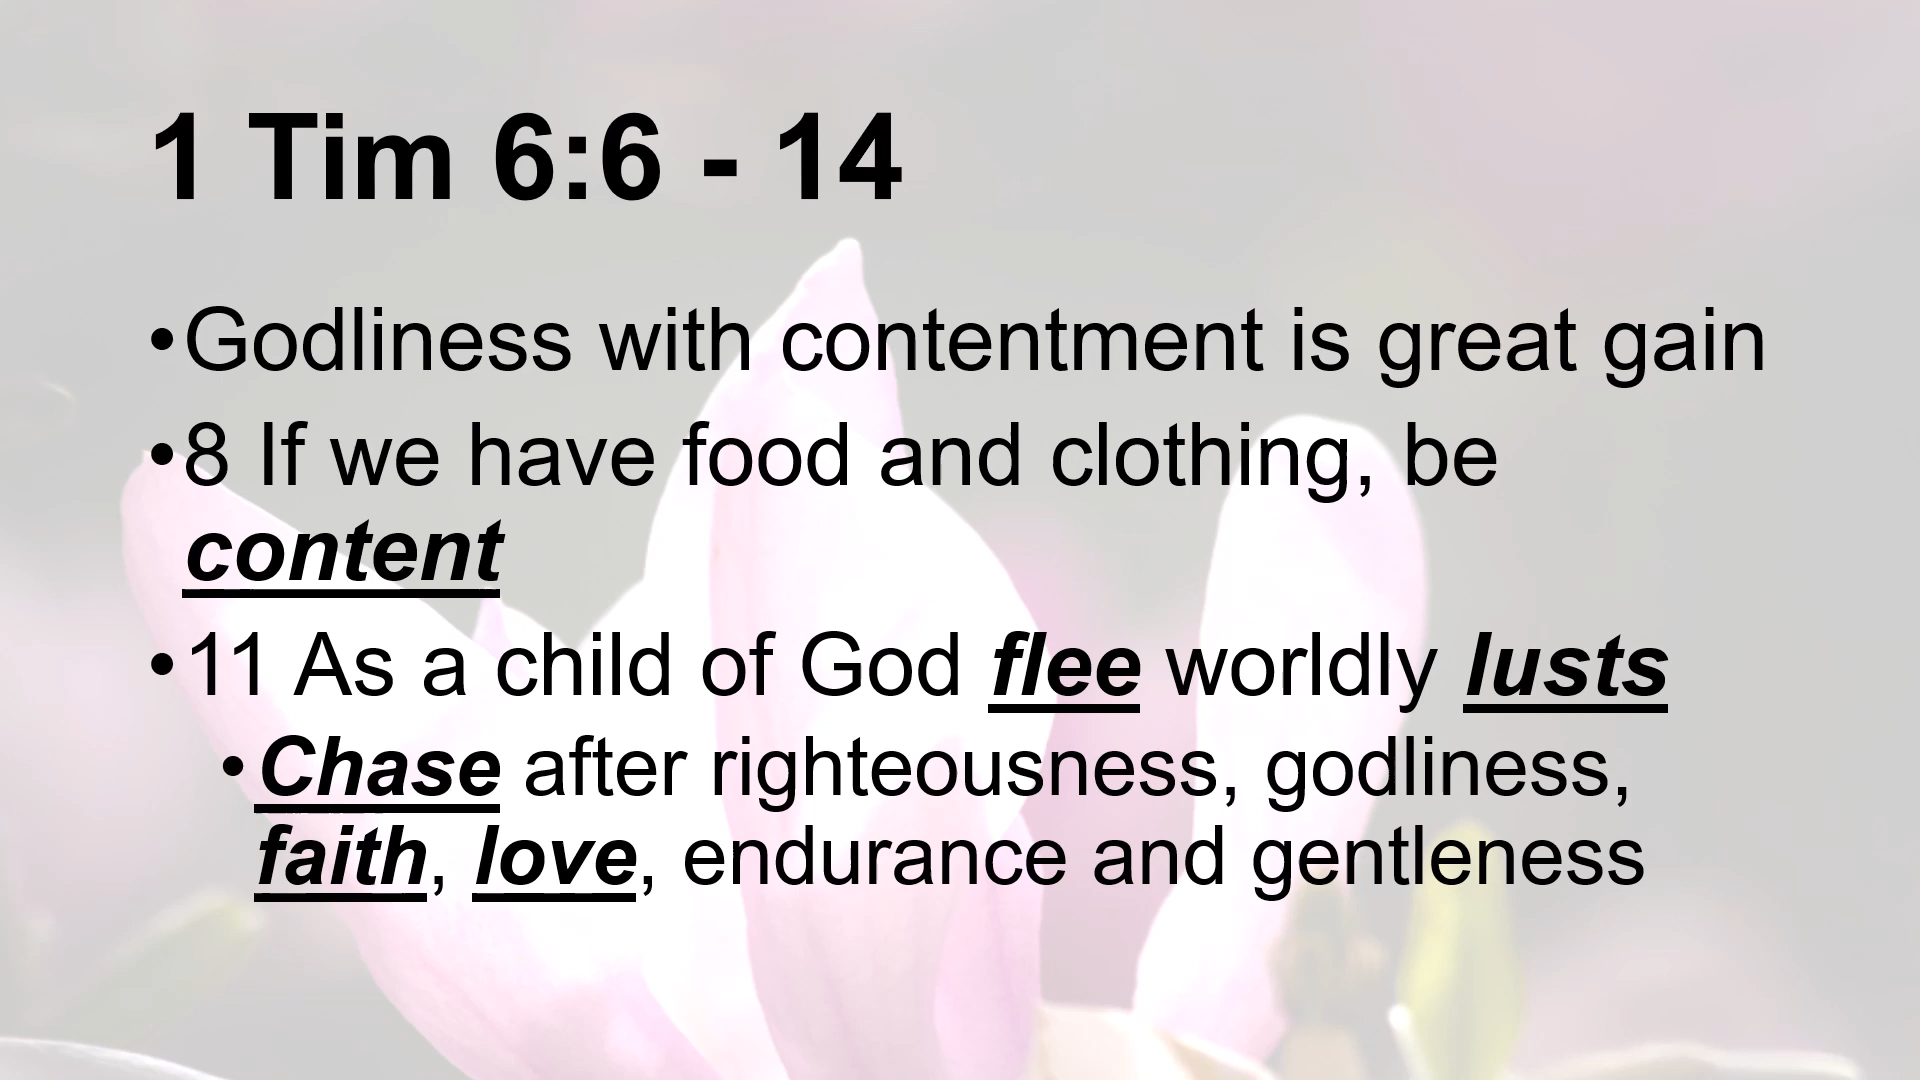 1 Tim 6:6 - 14
•Godliness with contentment is great gain
•8 If we have food and clothing, be
content
•11 As a child of God flee worldly lusts
•Chase after righteousness, godliness,
faith, love, endurance and gentleness